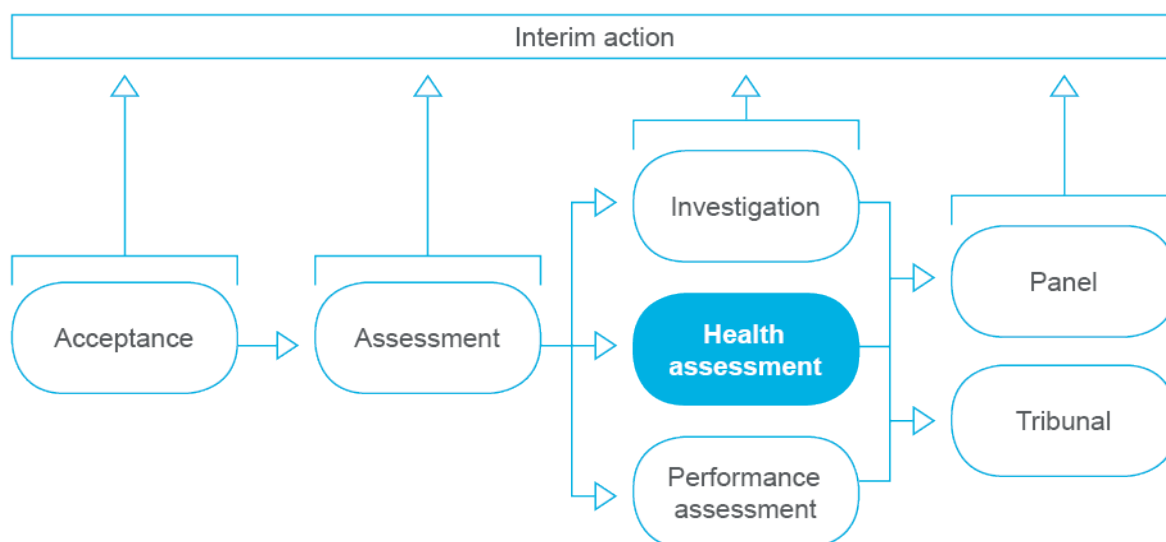 Interim action
Acceptance
Assessment
Investigation
Health
assessment
Performance
assessment
Panel
Tribunal